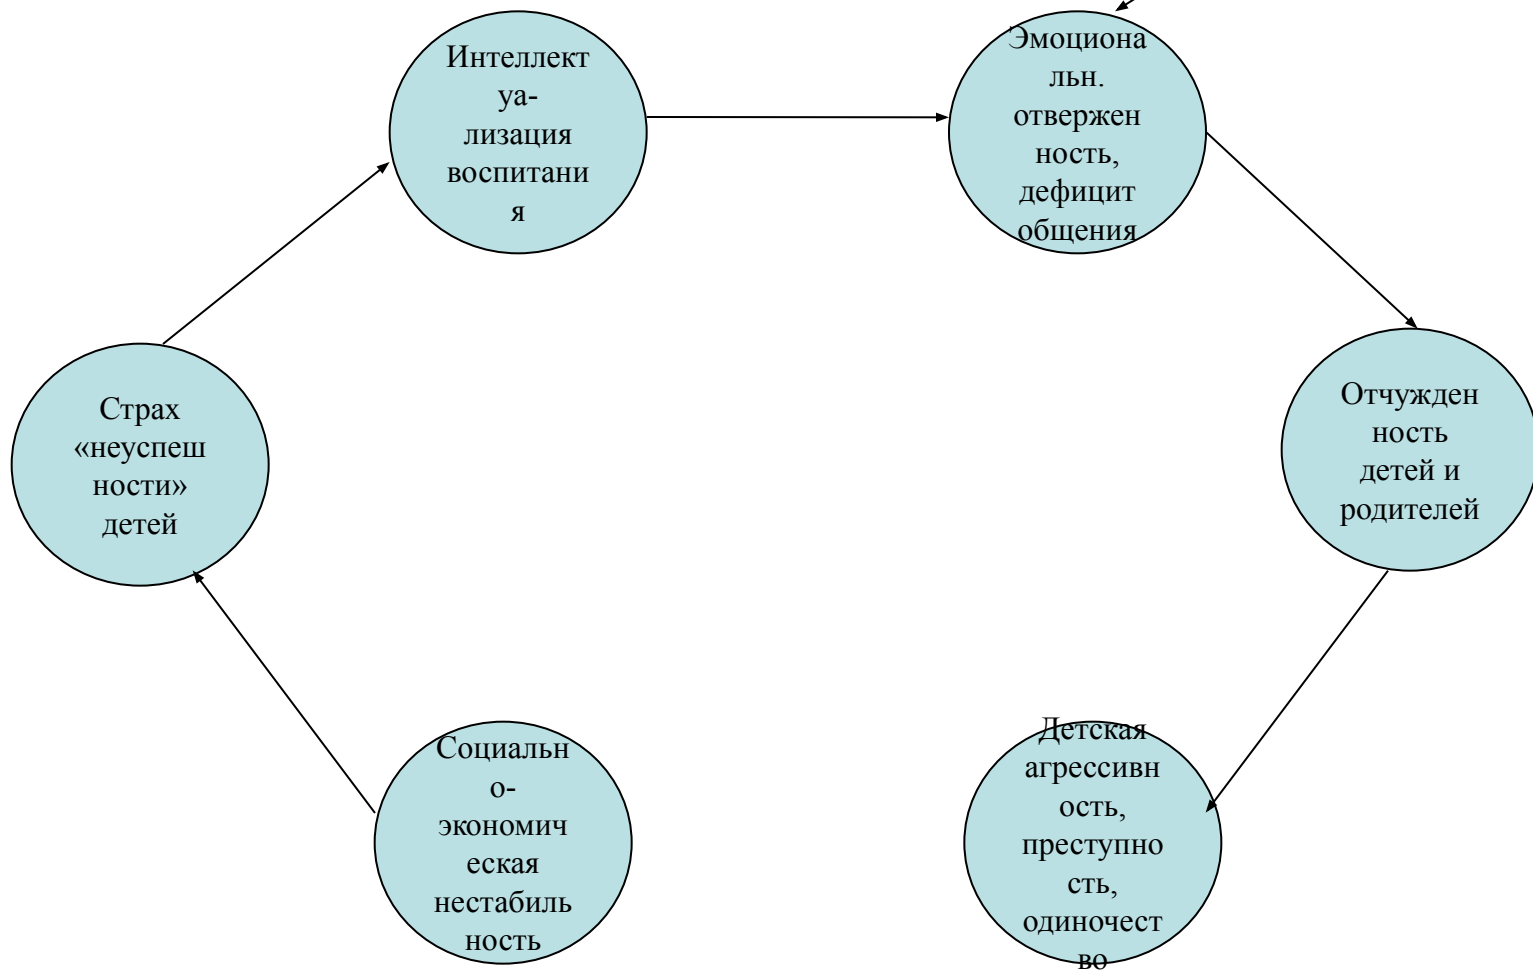 Интеллект
уа-
лизация
воспитани
я
Эмоциона
льн.
отвержен
ность,
дефицит
общения
Страх
«неуспеш
ности»
детей
Отчужден
ность
детей и
родителей
Социальн
о-
экономич
еская
нестабиль
ность
Детская
агрессивн
ость,
преступно
сть,
одиночест
во